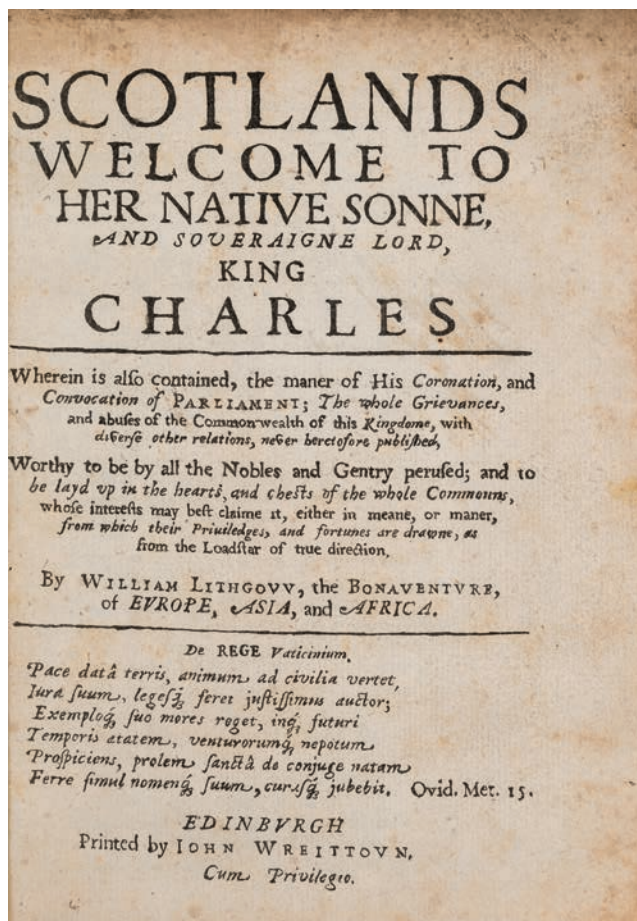 SCOTLANDS
WELCOME TO
HER NATIVE SONNE,
AND SOVERAIGNE LORD,
KING
CHARLES
Wherein is alſo contained, the maner of His Coronation, and
Convocation of PARLIAMENT; The whole Grievances,
and abuſes of the Common-wealth of this Kingdome, with
diverſe other relations, never heretofore publiſhed,
Worthy to be by all the Nobles and Gentry peruſed; and to
be layd up in the hearts, and cheſts of the whole Commouns,
whoſe intereſts may beſt claime it, either in meane, or maner,
from which their Priuiledges, and fortunes are drawne, as
from the Loadſtar of true direction.
By WILLIAM LITHGOVV, the BONAVENTVRE,
of EVROPE, ASIA, and AFRICA.
De REGE Vaticinium.
Pace datâ terris, animum ad civilia vertet,
Iura ſuum, legeſq́; feret juſtiſſimus auctor;
Exemploq́; ſuo mores reget, inq́; futuri
Temporis ætatem, venturorumq́; nepotum
Proſpiciens, prolem ſanctâ de conjuge natam
Ferre ſimul nomenq́; ſuum, curaſq́; jubebit. Ovid. Met. 15.
EDINBVRGH
Printed by IOHN WREITTOVN.
Cum Privilegio.